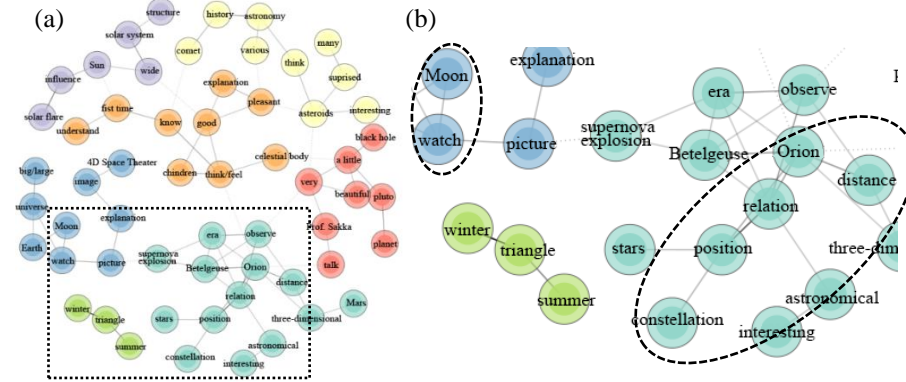 (a)
structure
history
astronomy
solar system
comet
various
many
think
suprised
Sun
wide
influence
explanation
pleasant
solar flare
fist time
understand
know
good
asteroids
interesting
black hole
4D Space Theater
celestial body
a little
big/large
image
chindren
think/feel
very
beautiful
pluto
universe
explanation
Moon
Prof. Sakka
Earth
watch
picture
planet
talk
era
observe
supernova
explosion
Betelgeuse
Orion
distance
relation
Mars
winter
triangle
summer
stars
position
three-dimensional
constellation
astronomical
interesting
(b)
Moon
explanation
watch
picture
era
observe
supernova
explosion
Betelgeuse
Orion
distance
relation
winter
triangle
summer
stars
position
three-dim
constellation
astronomical
interesting